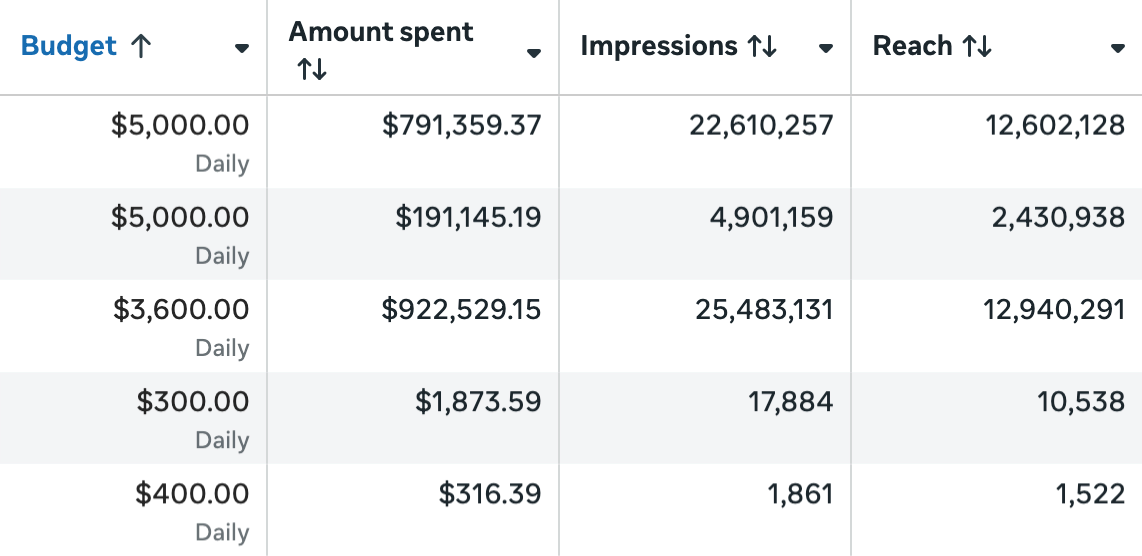 Budget ↑ Amount spent ↑↓ Impressions ↑↓ Reach ↑↓
$5,000.00 $791,359.37 22,610,257 12,602,128
Daily
$5,000.00 $191,145.19 4,901,159 2,430,938
Daily
$3,600.00 $922,529.15 25,483,131 12,940,291
Daily
$300.00 $1,873.59 17,884 10,538
Daily
$400.00 $316.39 1,861 1,522
Daily